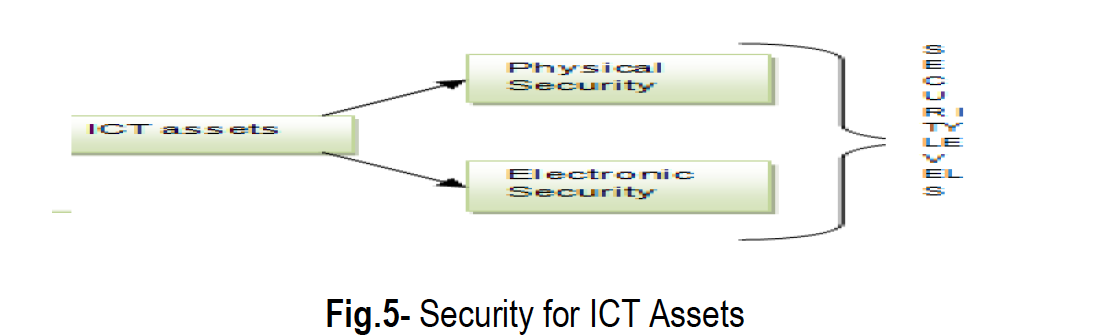 Physical
Security
ICT assets
Electronic
Security
S
E
C
U
R I
TY
LE
V
EL
S
Fig.5- Security for ICT Assets